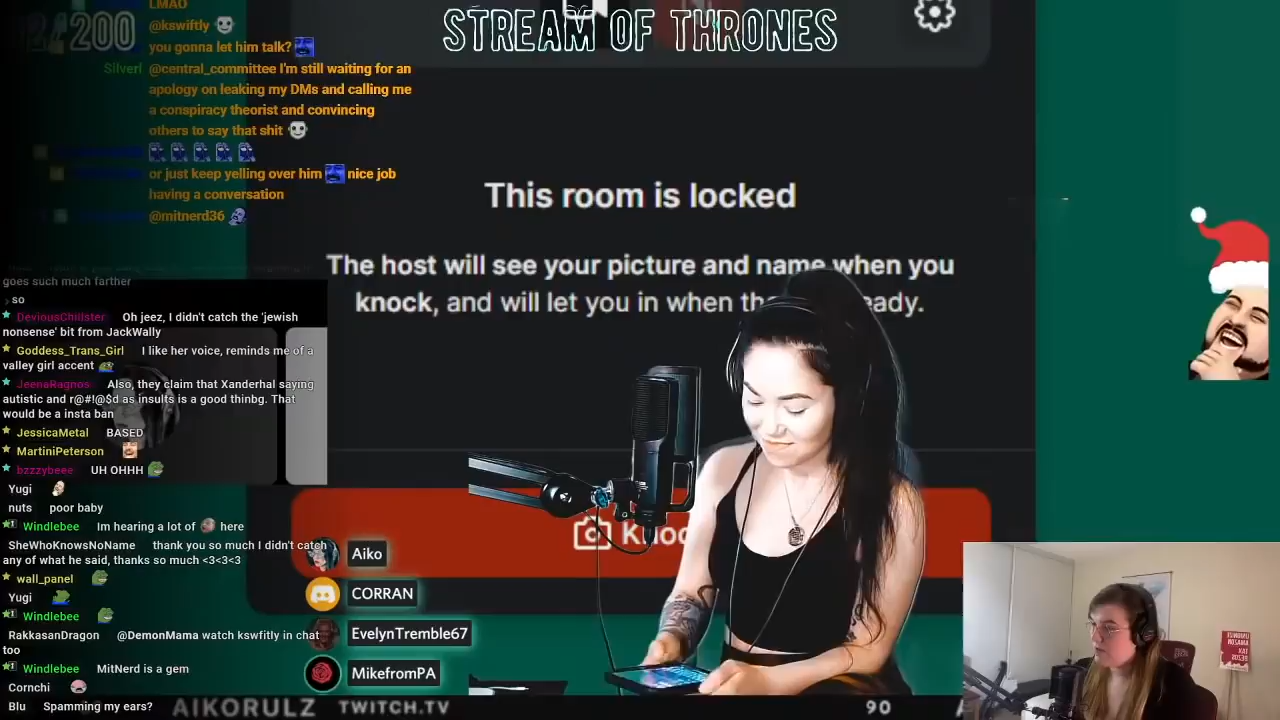 LMAO
STREAM OF THRONES
/200
@kswiftly
you gonna let him talk?
Silverl @central_committee I'm still waiting for an
apology on leaking my DMs and calling me
a conspiracy theorist and convincing
others to say that shit
or just keep yelling over him nice job
having a conversation
@mitnerd36
This room is locked
The host will see your picture and name when you
knock, and will let you in when the eady.
goes such much farther
so
DeviousChillster Oh jeez, I didn't catch the 'jewish
nonsense' bit from JackWally
Goddess_Trans_Girl I like her voice, reminds me of a
valley girl accent
JeenaRagnos Also, they claim that Xanderhal saying
autistic and r@#!@$d as insults is a good thinbg. That
would be a insta ban
JessicaMetal BASED
MartiniPeterson
bzzzybeee UH OHHH
Yugi
nuts poor baby
Windlebee Im hearing a lot of here
SheWhoKnowsNoName thank you so much I didn't catch
any of what he said, thanks so much <3<3<3
wall_panel
Yugi
Windlebee
RakkasanDragon @DemonMama watch kswfitly in chat
too
Windlebee MitNerd is a gem
Cornchi
Blu Spamming my ears?
Aiko
CORRAN
EvelynTremble67
MikefromPA
AIKORULZ TWITCH.TV
90